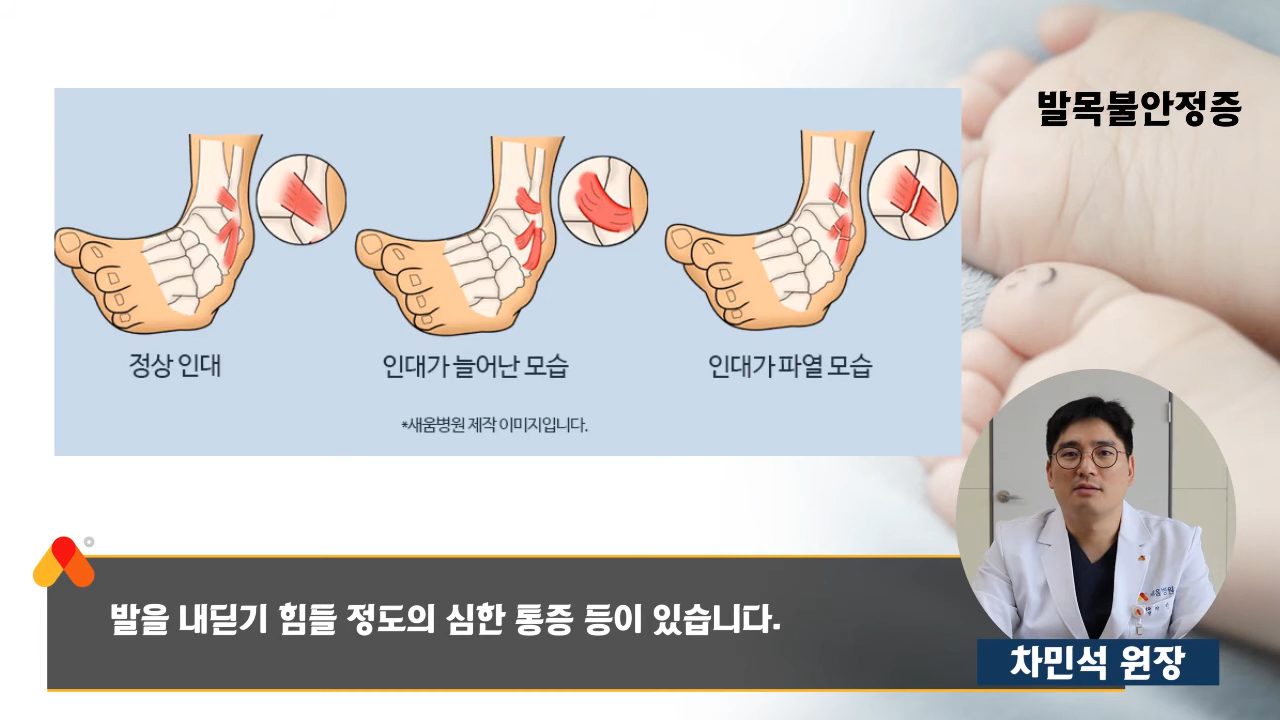 발목불안정증
정상 인대
인대가 늘어난 모습
인대가 파열 모습
*새움병원 제작 이미지입니다.
발을 내딛기 힘들 정도의 심한 통증 등이 있습니다.
차민석 원장